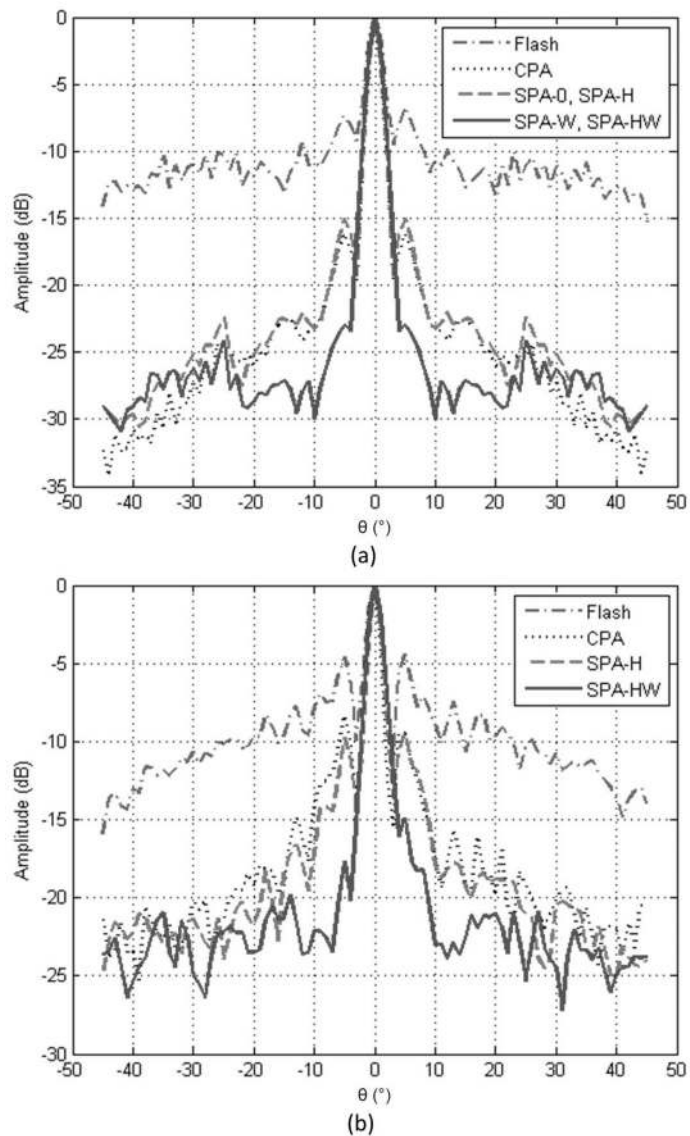 0
-5
-10
-15
-20
-25
-30
-35
Amplitude (dB)
Flash
CPA
SPA-0, SPA-H
SPA-W, SPA-HW
-50 -40 -30 -20 -10 0 10 20 30 40 50
θ (°)
(a)
0
-5
-10
-15
-20
-25
-30
Amplitude (dB)
Flash
CPA
SPA-H
SPA-HW
-50 -40 -30 -20 -10 0 10 20 30 40 50
θ (°)
(b)